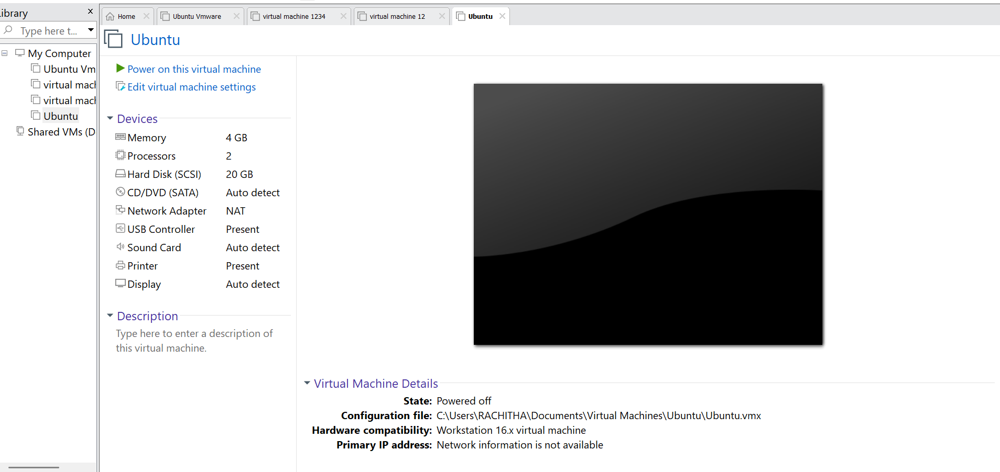 Library
Type here t...
My Computer
Ubuntu Vm
virtual mach
virtual mach
Ubuntu
Shared VMs (D
Home
Ubuntu Vmware
virtual machine 1234
virtual machine 12
Ubuntu
Ubuntu
Power on this virtual machine
Edit virtual machine settings
Devices
Memory 4 GB
Processors 2
Hard Disk (SCSI) 20 GB
CD/DVD (SATA) Auto detect
Network Adapter NAT
USB Controller Present
Sound Card Auto detect
Printer Present
Display Auto detect
Description
Type here to enter a description of
this virtual machine.
Virtual Machine Details
State: Powered off
Configuration file: C:\Users\RACHITHA\Documents\Virtual Machines\Ubuntu\Ubuntu.vmx
Hardware compatibility: Workstation 16.x virtual machine
Primary IP address: Network information is not available